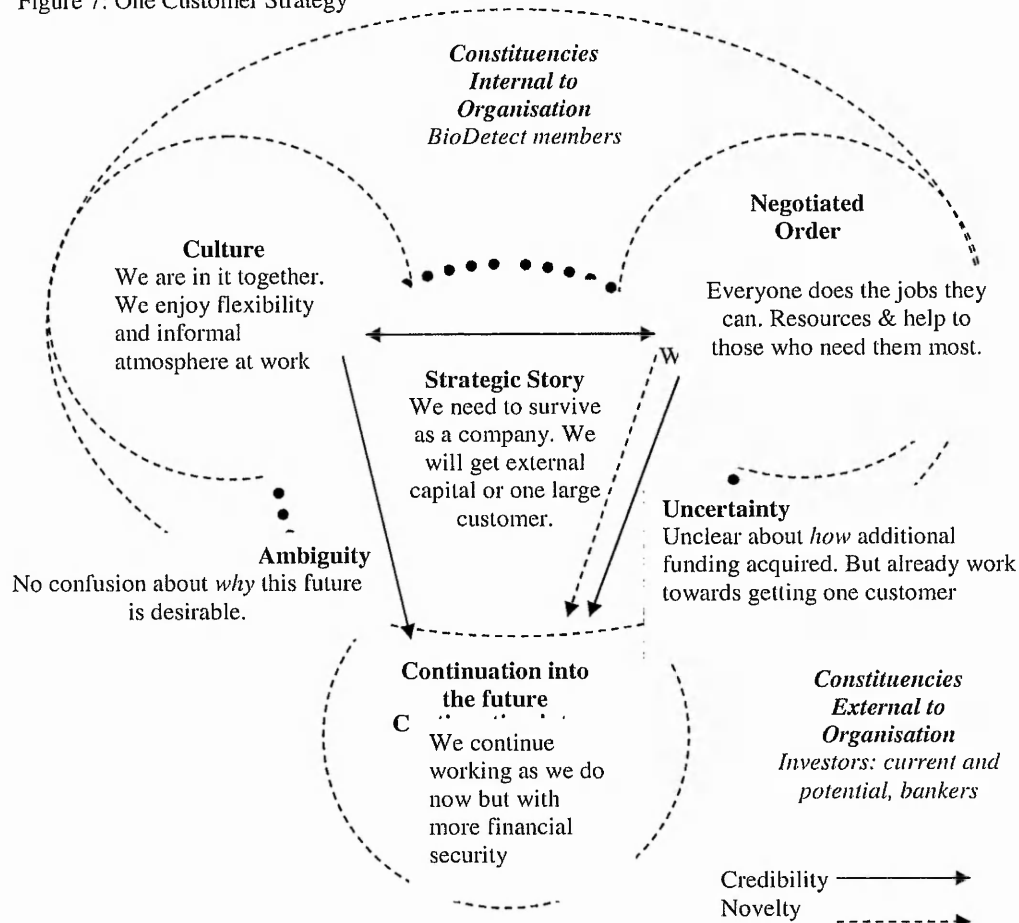 Figure 7: One Customer Strategy
Constituencies
Internal to
Organisation
BioDetect members
Culture
We are in it together.
We enjoy flexibility
and informal
atmosphere at work
Negotiated
Order
Everyone does the jobs they
can. Resources & help to
those who need them most.
W
Strategic Story
We need to survive
as a company. We
will get external
capital or one large
customer.
Ambiguity
No confusion about why this future
is desirable.
Uncertainty
Unclear about how additional
funding acquired. But already work
towards getting one customer
Continuation into
the future
C
We continue
working as we do
now but with
more financial
security
Constituencies
External to
Organisation
Investors: current and
potential, bankers
Credibility
Novelty